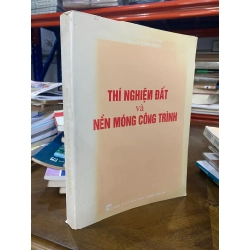 THÍ NGHIỆM ĐẤT
và
NỀN MÓNG CÔNG TRÌNH